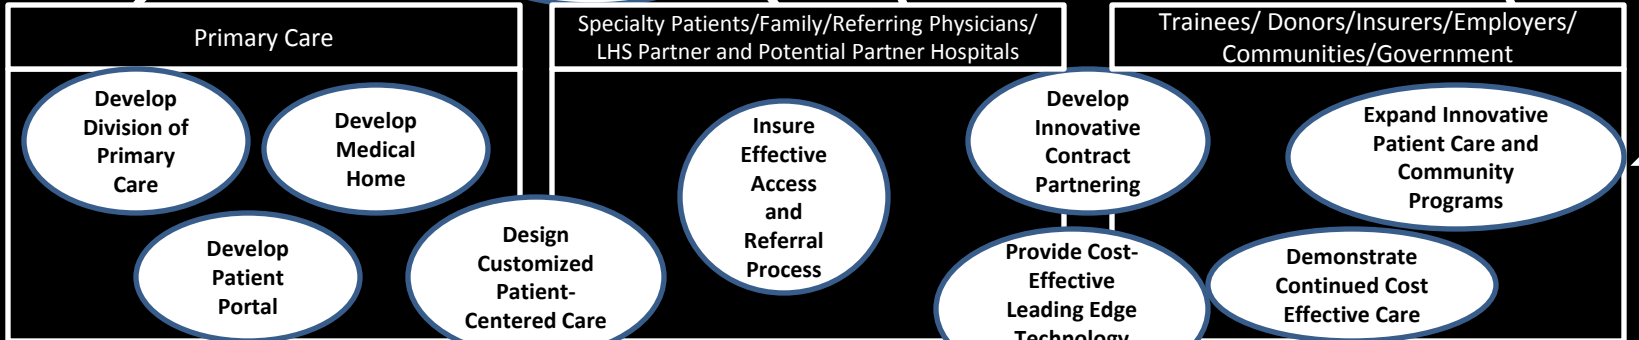 Primary Care
Specialty Patients/Family/Referring Physicians/
LHS Partner and Potential Partner Hospitals
Trainees/ Donors/Insurers/Employers/
Communities/Government
Develop
Division of
Primary
Care
Develop
Medical
Home
Develop
Patient
Portal
Design
Customized
Patient-
Centered Care
Insure
Effective
Access
and
Referral
Process
Develop
Innovative
Contract
Partnering
Provide Cost-
Effective
Leading Edge
Technology
Expand Innovative
Patient Care and
Community
Programs
Demonstrate
Continued Cost
Effective Care